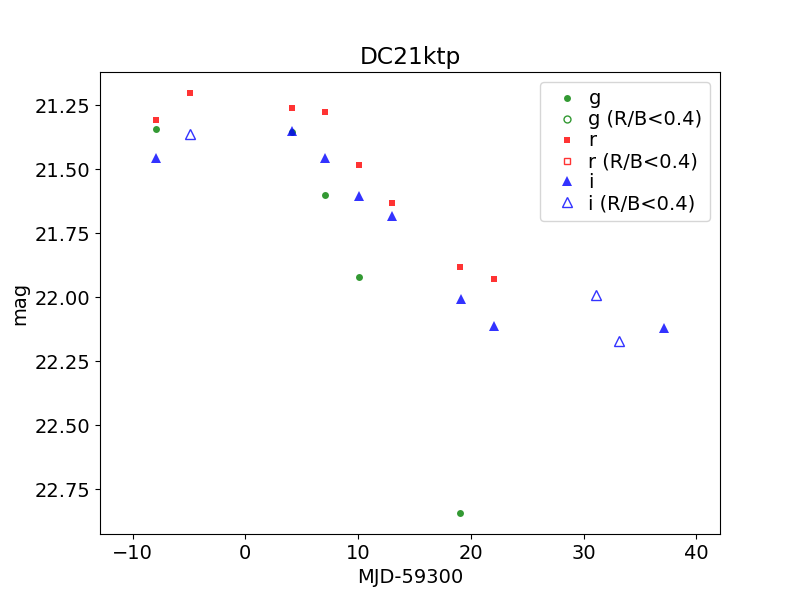 DC21ktp
21.25
21.50
21.75
22.00
22.25
22.50
22.75
mag
−10
0
10
20
30
40
MJD-59300
g
g (R/B<0.4)
r
r (R/B<0.4)
i
i (R/B<0.4)